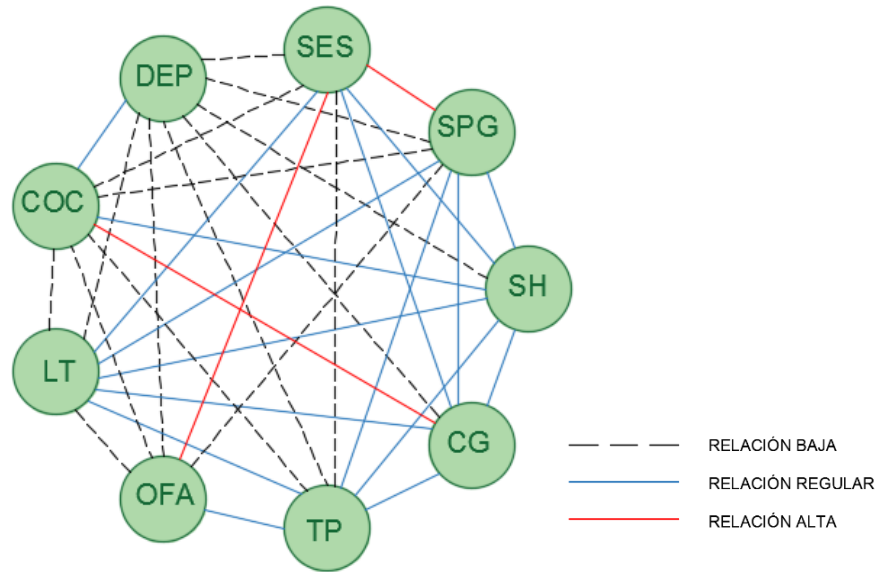 SES
DEP
SPG
COC
SH
LT
CG
OFA
TP
RELACIÓN BAJA
RELACIÓN REGULAR
RELACIÓN ALTA